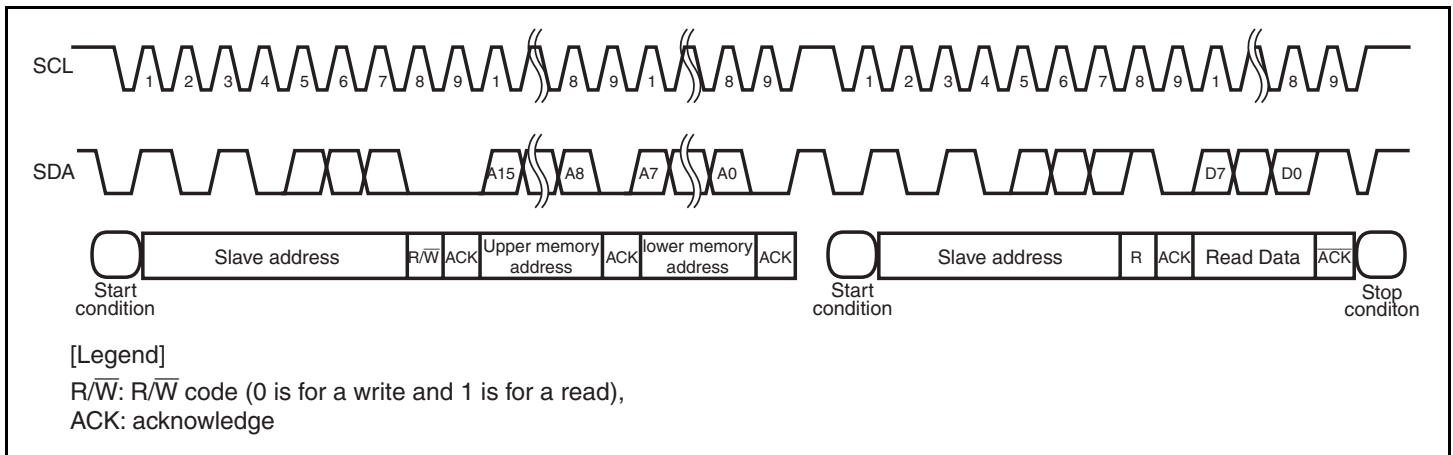 SCL
1 2 3 4 5 6 7 8 9 1 8 9 1 8 9 1 2 3 4 5 6 7 8 9 1 8 9
SDA
A15 A8 A7 A0 D7 D0
Slave address R/W̅ ACK Upper memory address ACK lower memory address ACK Slave address R ACK Read Data A̅C̅K̅
Start condition
Start condition
Stop conditon
[Legend]
R/W̅: R/W̅ code (0 is for a write and 1 is for a read),
ACK: acknowledge